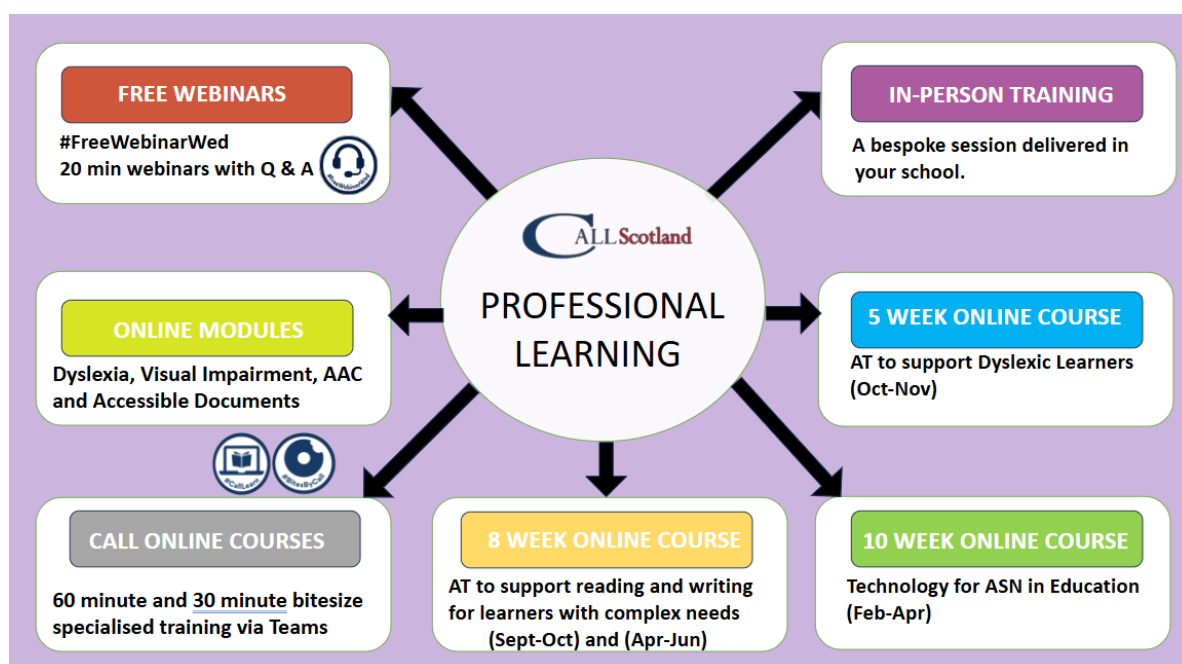 FREE WEBINARS
#FreeWebinarWed
20 min webinars with Q & A
#FreeWebinarWed
IN-PERSON TRAINING
A bespoke session delivered in
your school.
CALL Scotland
PROFESSIONAL
LEARNING
ONLINE MODULES
Dyslexia, Visual Impairment, AAC
and Accessible Documents
5 WEEK ONLINE COURSE
AT to support Dyslexic Learners
(Oct-Nov)
#CallLearn
#BitesByCall
CALL ONLINE COURSES
60 minute and 30 minute bitesize
specialised training via Teams
8 WEEK ONLINE COURSE
AT to support reading and writing
for learners with complex needs
(Sept-Oct) and (Apr-Jun)
10 WEEK ONLINE COURSE
Technology for ASN in Education
(Feb-Apr)